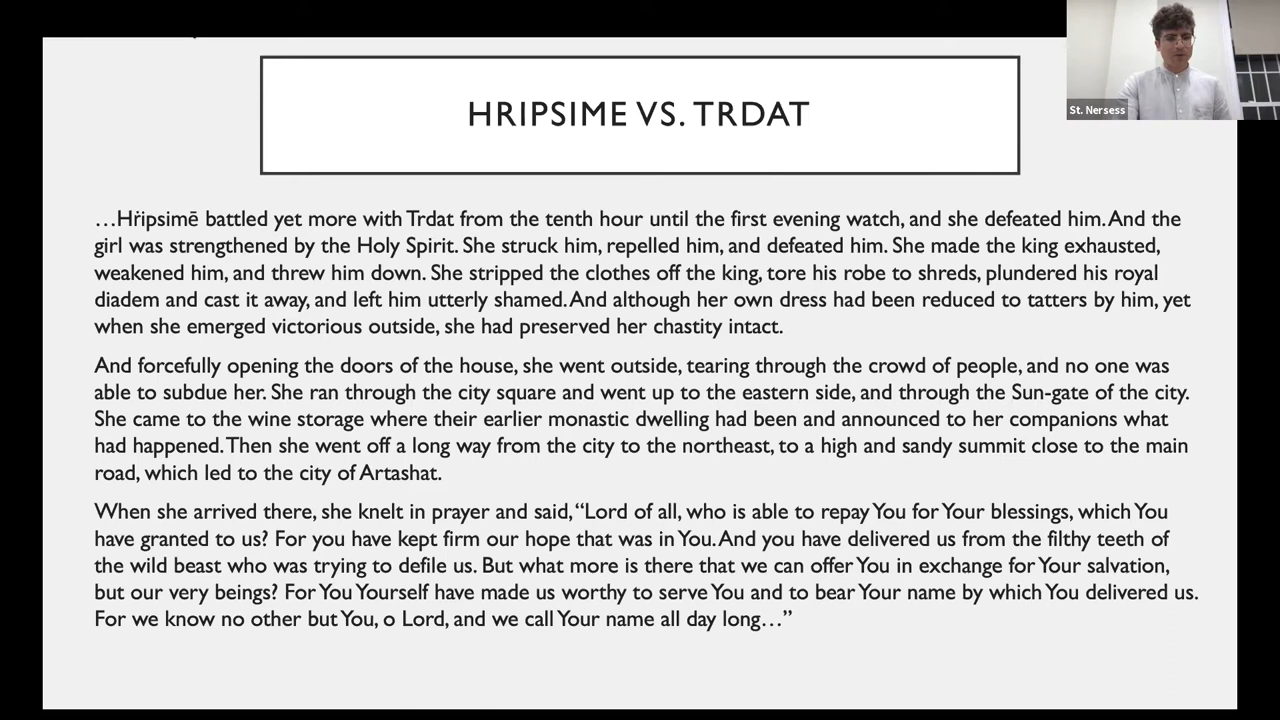 HRIPSIME VS. TRDAT
St. Nersess
…Hṙipsimē battled yet more with Trdat from the tenth hour until the first evening watch, and she defeated him. And the
girl was strengthened by the Holy Spirit. She struck him, repelled him, and defeated him. She made the king exhausted,
weakened him, and threw him down. She stripped the clothes off the king, tore his robe to shreds, plundered his royal
diadem and cast it away, and left him utterly shamed. And although her own dress had been reduced to tatters by him, yet
when she emerged victorious outside, she had preserved her chastity intact.
And forcefully opening the doors of the house, she went outside, tearing through the crowd of people, and no one was
able to subdue her. She ran through the city square and went up to the eastern side, and through the Sun-gate of the city.
She came to the wine storage where their earlier monastic dwelling had been and announced to her companions what
had happened. Then she went off a long way from the city to the northeast, to a high and sandy summit close to the main
road, which led to the city of Artashat.
When she arrived there, she knelt in prayer and said, “Lord of all, who is able to repay You for Your blessings, which You
have granted to us? For you have kept firm our hope that was in You. And you have delivered us from the filthy teeth of
the wild beast who was trying to defile us. But what more is there that we can offer You in exchange for Your salvation,
but our very beings? For You Yourself have made us worthy to serve You and to bear Your name by which You delivered us.
For we know no other but You, o Lord, and we call Your name all day long…”